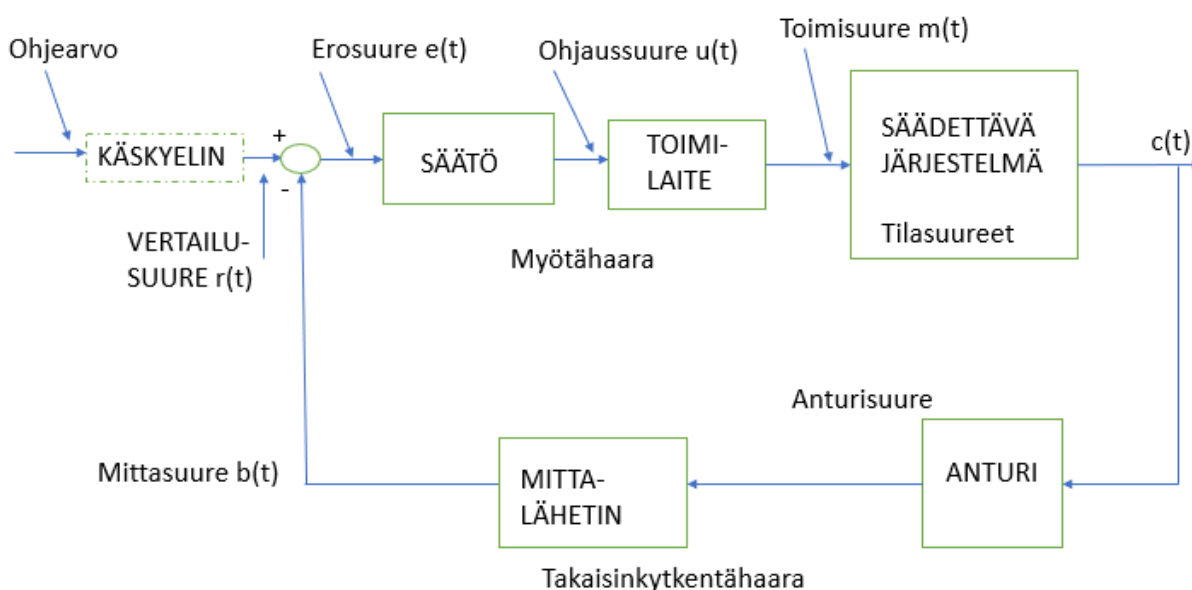 Ohjearvo
Erosuure e(t)
Ohjaussuure u(t)
Toimisuure m(t)
+
KÄSKYELIN
SÄÄTÖ
TOIMI-
LAITE
SÄÄDETTÄVÄ
JÄRJESTELMÄ
Tilasuureet
c(t)
-
VERTAILU-
SUURE r(t)
Myötähaara
Anturisuure
Mittasuure b(t)
MITTA-
LÄHETIN
ANTURI
Takaisinkytkentähaara